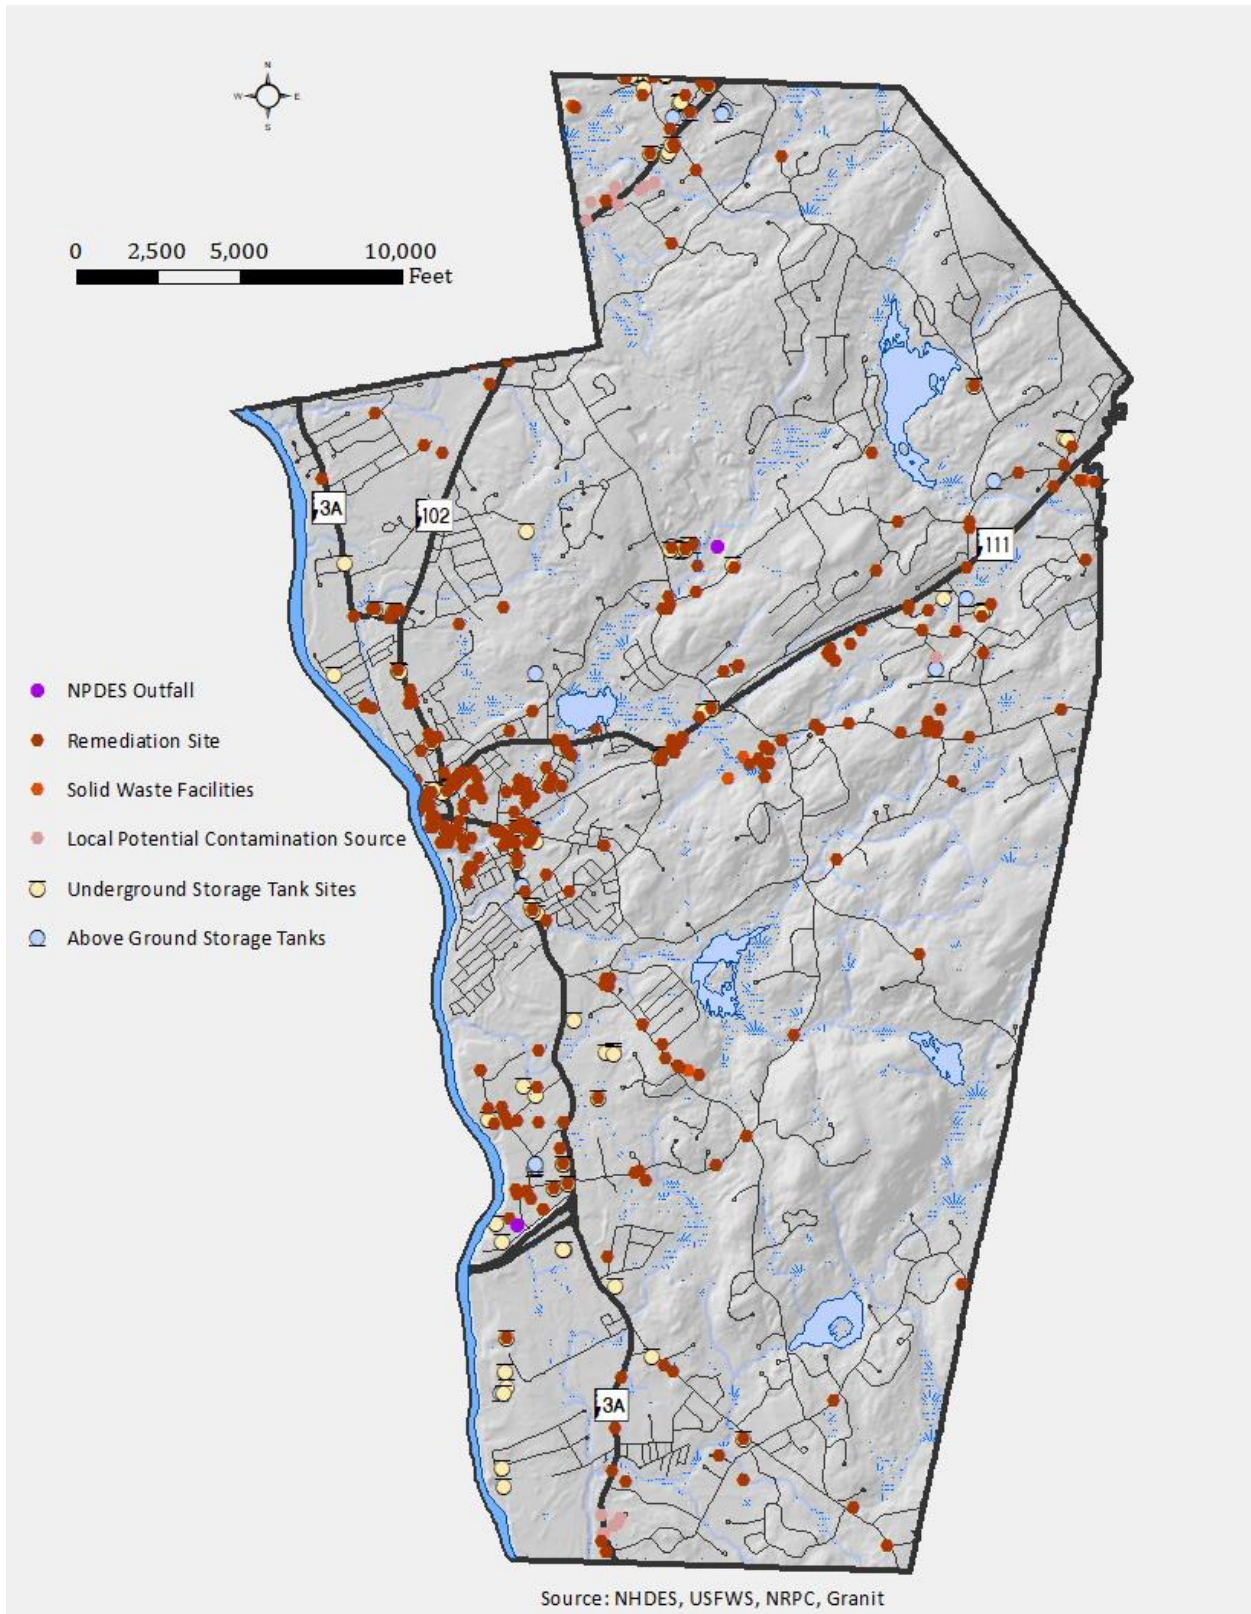 N
W E
S
0 2,500 5,000 10,000
Feet
3A
102
111
NPDES Outfall
Remediation Site
Solid Waste Facilities
Local Potential Contamination Source
Underground Storage Tank Sites
Above Ground Storage Tanks
3A
Source: NHDES, USFWS, NRPC, Granit